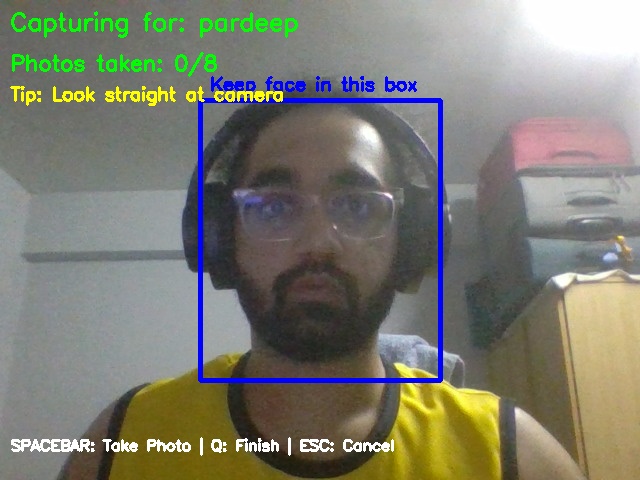 Capturing for: pardeep
Photos taken: 0/8
Keep face in this box
Tip: Look straight at camera
SPACEBAR: Take Photo | Q: Finish | ESC: Cancel